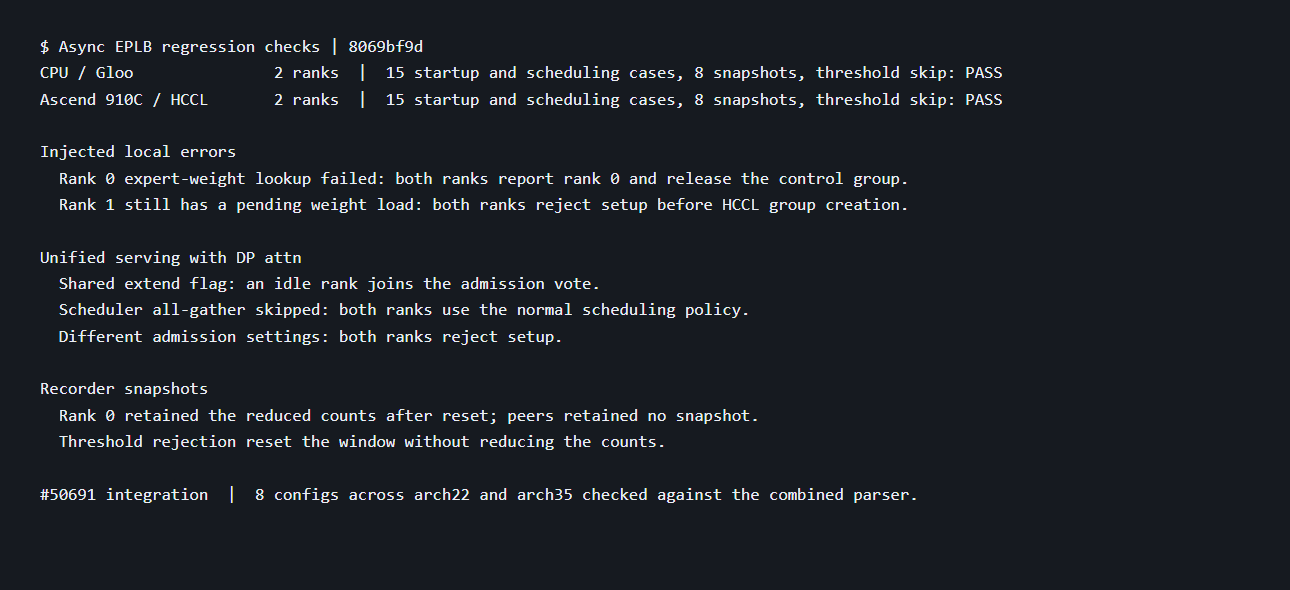 $ Async EPLB regression checks | 8069bf9d
CPU / Gloo 2 ranks | 15 startup and scheduling cases, 8 snapshots, threshold skip: PASS
Ascend 910C / HCCL 2 ranks | 15 startup and scheduling cases, 8 snapshots, threshold skip: PASS
Injected local errors
Rank 0 expert-weight lookup failed: both ranks report rank 0 and release the control group.
Rank 1 still has a pending weight load: both ranks reject setup before HCCL group creation.
Unified serving with DP attn
Shared extend flag: an idle rank joins the admission vote.
Scheduler all-gather skipped: both ranks use the normal scheduling policy.
Different admission settings: both ranks reject setup.
Recorder snapshots
Rank 0 retained the reduced counts after reset; peers retained no snapshot.
Threshold rejection reset the window without reducing the counts.
#50691 integration | 8 configs across arch22 and arch35 checked against the combined parser.